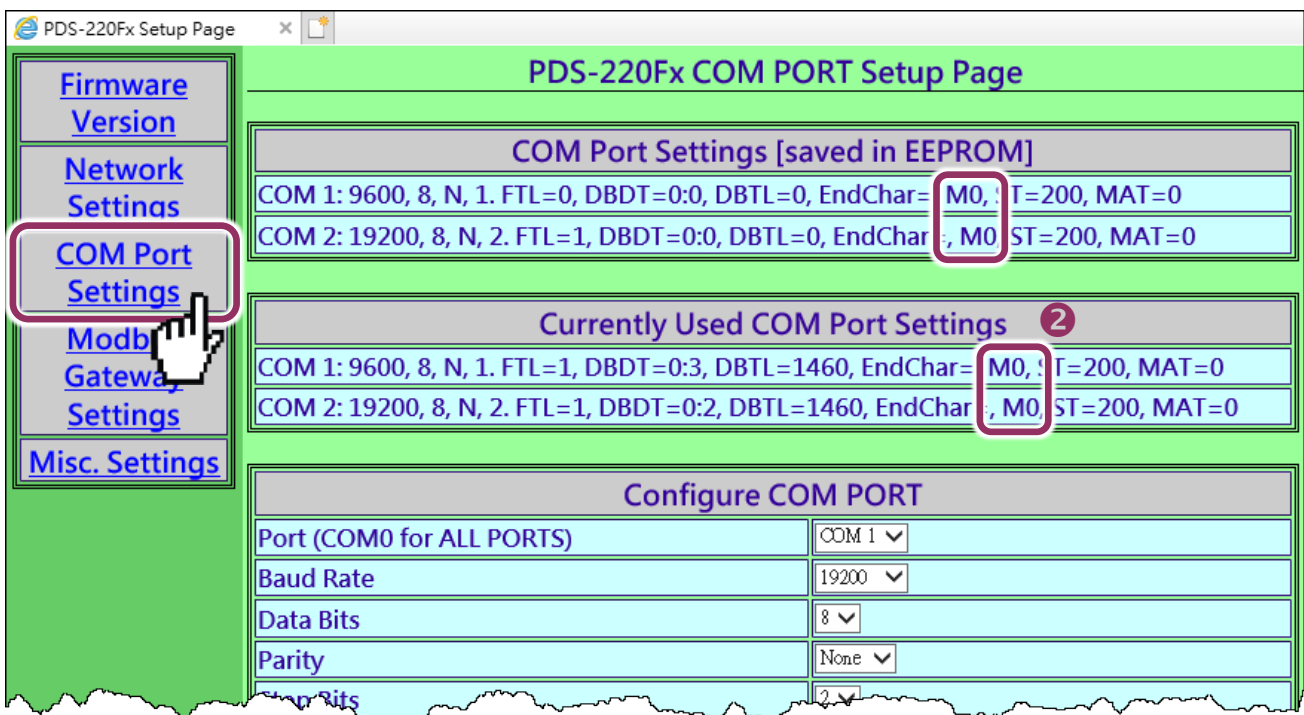 PDS-220Fx Setup Page
Firmware
Version
Network
Settings
COM Port
Settings
Gateway
Settings
Misc. Settings
PDS-220Fx COM PORT Setup Page
COM Port Settings [saved in EEPROM]
COM 1: 9600, 8, N, 1. FTL=0, DBDT=0:0, DBTL=0, EndChar= M0, ST=200, MAT=0
COM 2: 19200, 8, N, 2. FTL=1, DBDT=0:0, DBTL=0, EndChar=, M0, ST=200, MAT=0
Currently Used COM Port Settings 2
COM 1: 9600, 8, N, 1. FTL=1, DBDT=0:3, DBTL=1460, EndChar= M0, ST=200, MAT=0
COM 2: 19200, 8, N, 2. FTL=1, DBDT=0:2, DBTL=1460, EndChar=, M0, ST=200, MAT=0
Configure COM PORT
Port (COM0 for ALL PORTS) COM 1
Baud Rate 19200
Data Bits 8
Parity None
Stop Bits 2